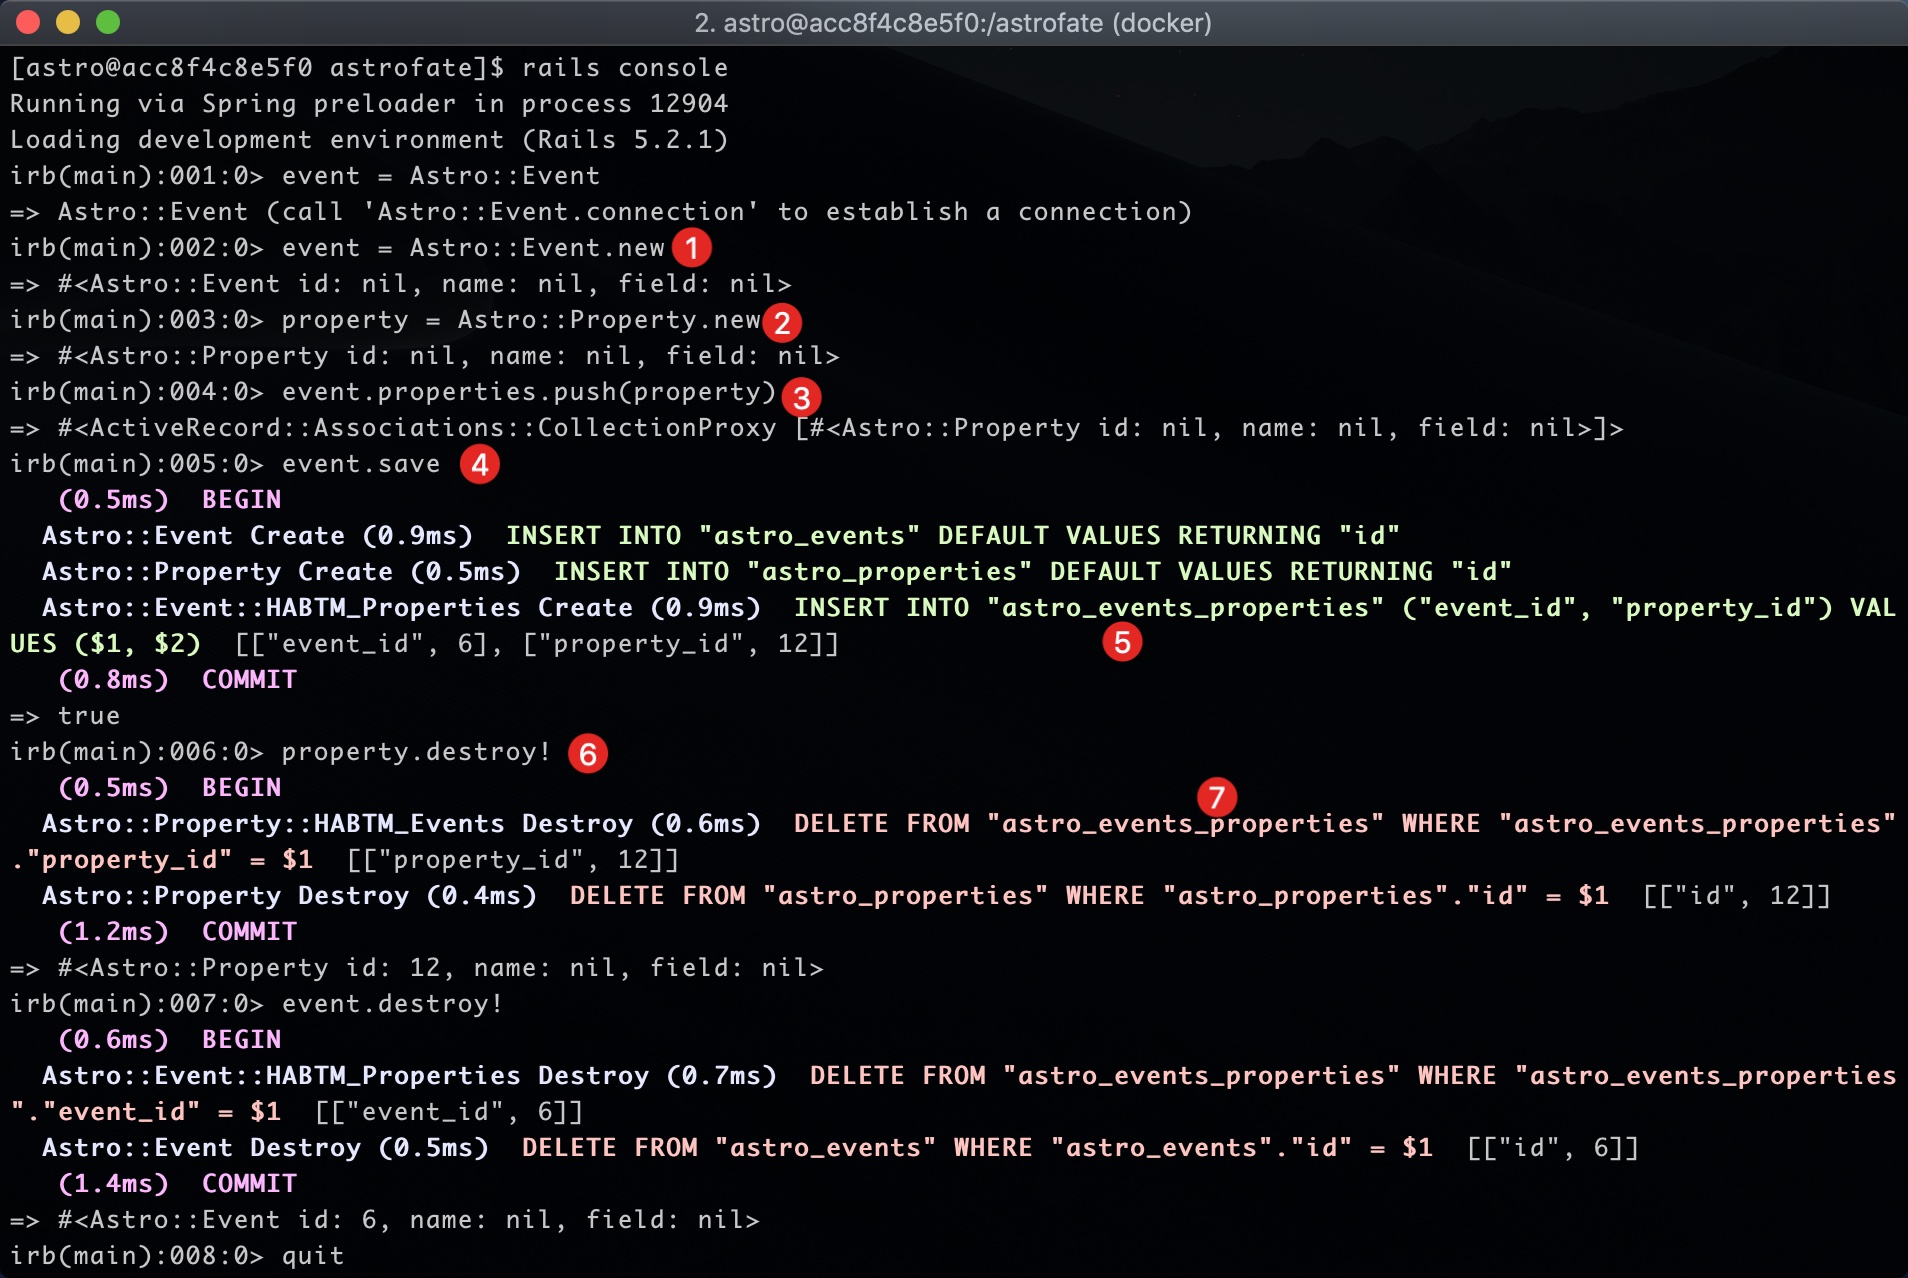 2. astro@acc8f4c8e5f0:/astrofate (docker)
[astro@acc8f4c8e5f0 astrofate]$ rails console
Running via Spring preloader in process 12904
Loading development environment (Rails 5.2.1)
irb(main):001:0> event = Astro::Event
=> Astro::Event (call 'Astro::Event.connection' to establish a connection)
irb(main):002:0> event = Astro::Event.new 1
=> #<Astro::Event id: nil, name: nil, field: nil>
irb(main):003:0> property = Astro::Property.new 2
=> #<Astro::Property id: nil, name: nil, field: nil>
irb(main):004:0> event.properties.push(property) 3
=> #<ActiveRecord::Associations::CollectionProxy [#<Astro::Property id: nil, name: nil, field: nil>]>
irb(main):005:0> event.save 4
(0.5ms)  BEGIN
Astro::Event Create (0.9ms)  INSERT INTO "astro_events" DEFAULT VALUES RETURNING "id"
Astro::Property Create (0.5ms)  INSERT INTO "astro_properties" DEFAULT VALUES RETURNING "id"
Astro::Event::HABTM_Properties Create (0.9ms)  INSERT INTO "astro_events_properties" ("event_id", "property_id") VAL
UES ($1, $2)  [["event_id", 6], ["property_id", 12]] 5
(0.8ms)  COMMIT
=> true
irb(main):006:0> property.destroy! 6
(0.5ms)  BEGIN
7
Astro::Property::HABTM_Events Destroy (0.6ms)  DELETE FROM "astro_events_properties" WHERE "astro_events_properties"
."property_id" = $1  [["property_id", 12]]
Astro::Property Destroy (0.4ms)  DELETE FROM "astro_properties" WHERE "astro_properties"."id" = $1  [["id", 12]]
(1.2ms)  COMMIT
=> #<Astro::Property id: 12, name: nil, field: nil>
irb(main):007:0> event.destroy!
(0.6ms)  BEGIN
Astro::Event::HABTM_Properties Destroy (0.7ms)  DELETE FROM "astro_events_properties" WHERE "astro_events_properties
"."event_id" = $1  [["event_id", 6]]
Astro::Event Destroy (0.5ms)  DELETE FROM "astro_events" WHERE "astro_events"."id" = $1  [["id", 6]]
(1.4ms)  COMMIT
=> #<Astro::Event id: 6, name: nil, field: nil>
irb(main):008:0> quit